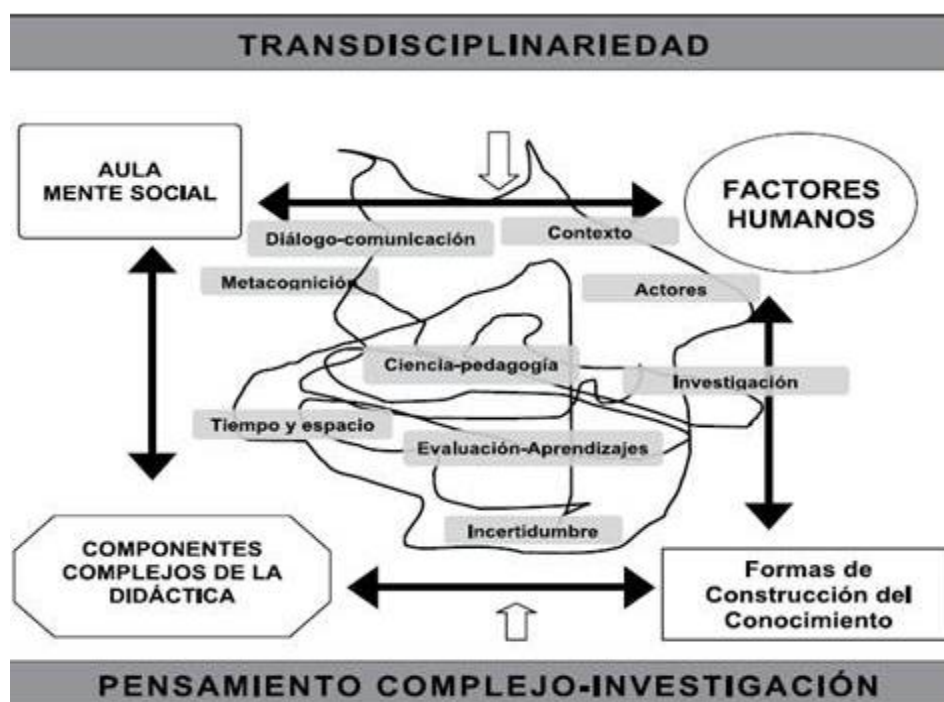 TRANSDISCIPLINARIEDAD
AULA
MENTE SOCIAL
FACTORES
HUMANOS
Diálogo-comunicación
Contexto
Metacognición
Actores
Ciencia-pedagogía
Investigación
Tiempo y espacio
Evaluación-Aprendizajes
Incertidumbre
COMPONENTES
COMPLEJOS DE LA
DIDÁCTICA
Formas de
Construcción del
Conocimiento
PENSAMIENTO COMPLEJO-INVESTIGACIÓN